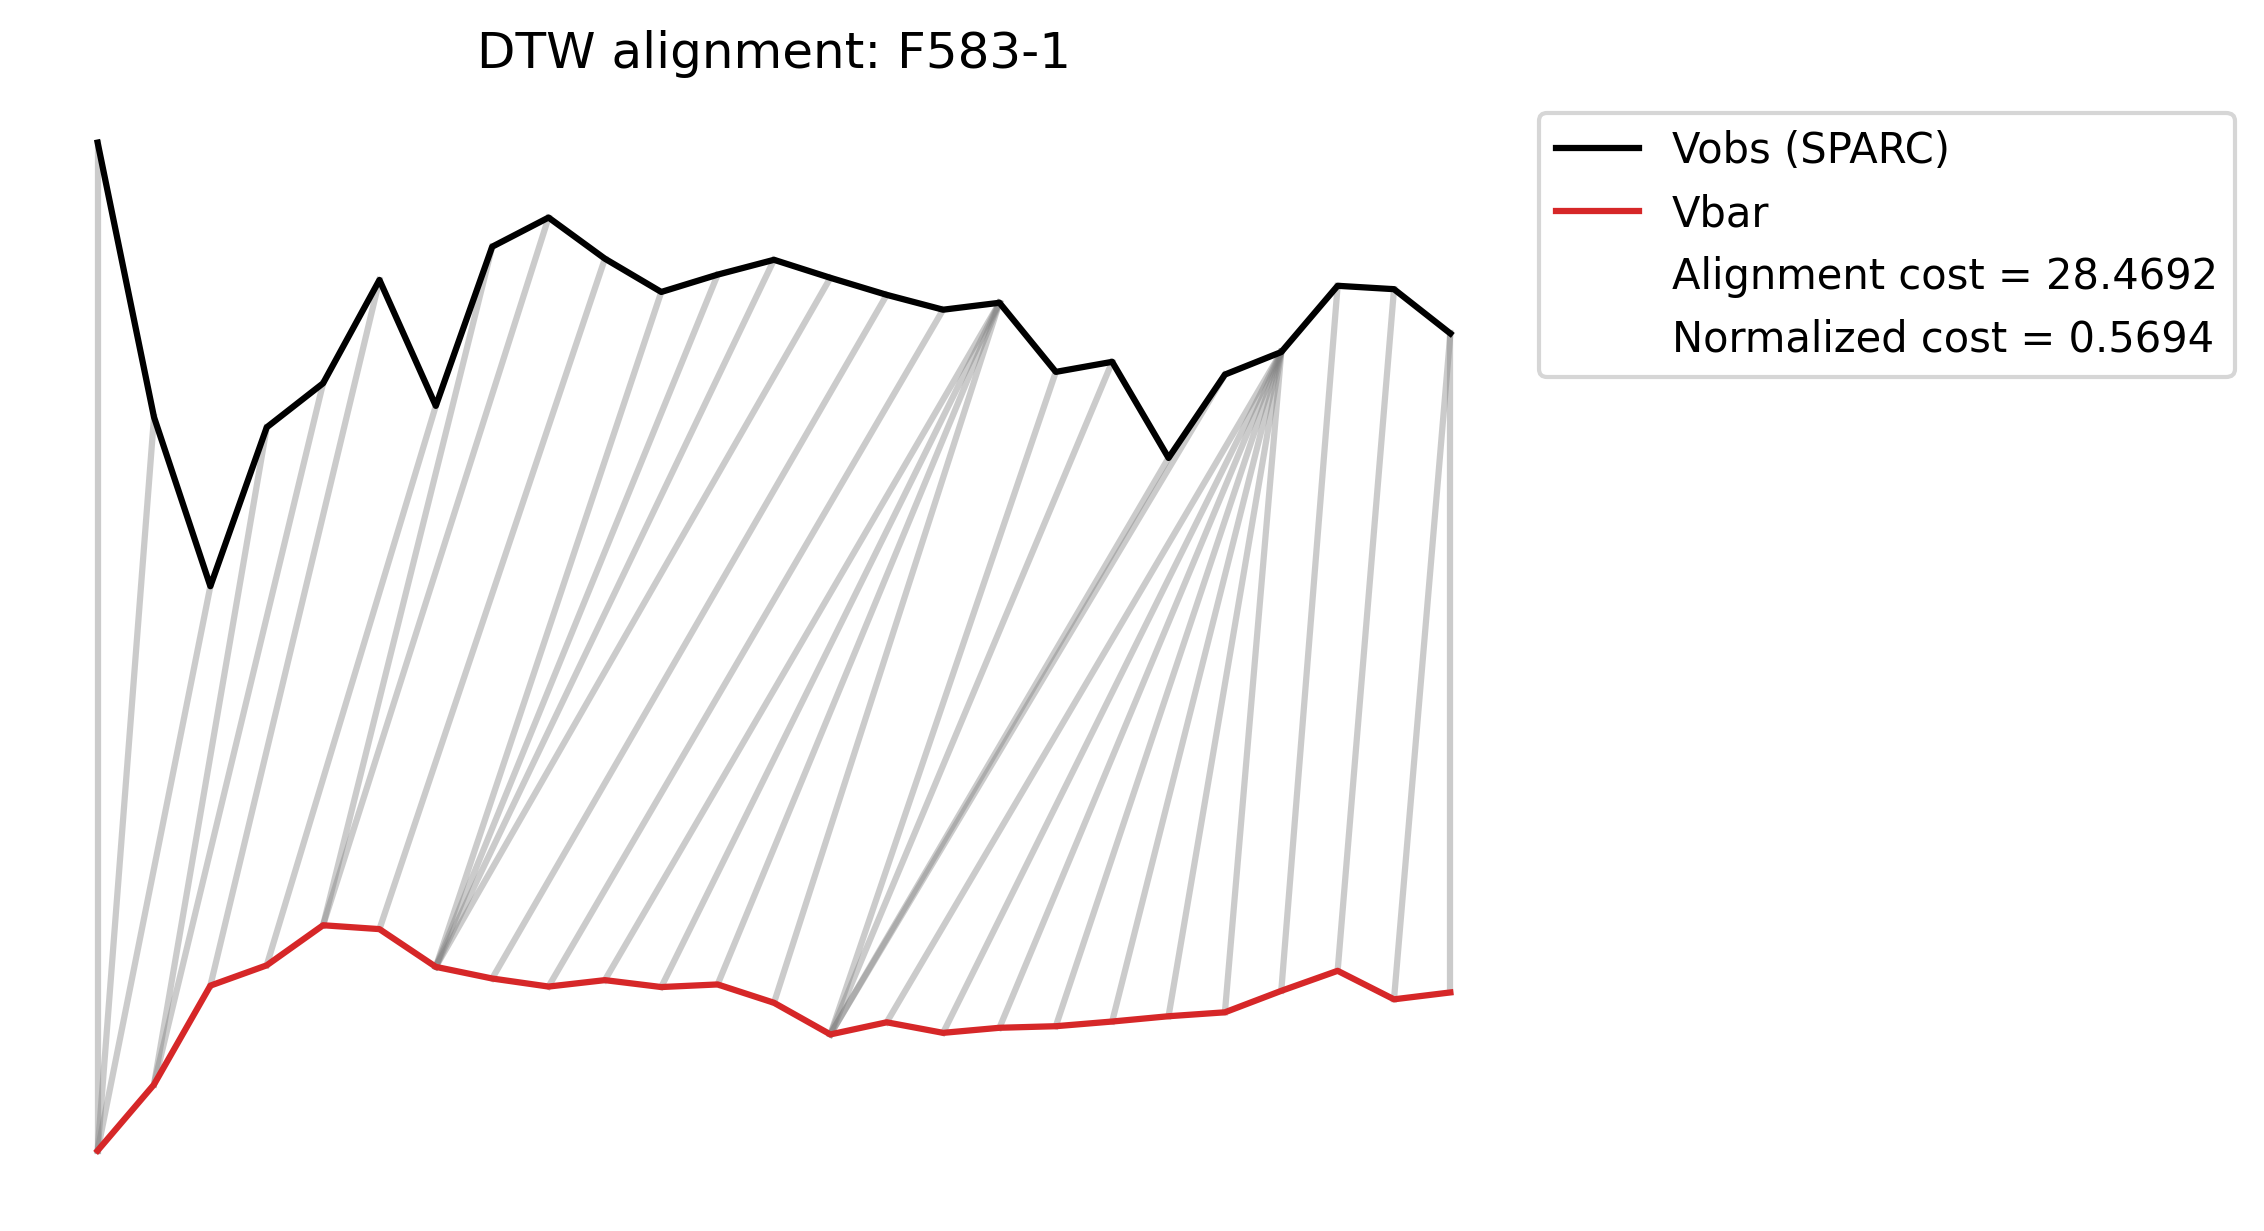 DTW alignment: F583-1
Vobs (SPARC)
Vbar
Alignment cost = 28.4692
Normalized cost = 0.5694